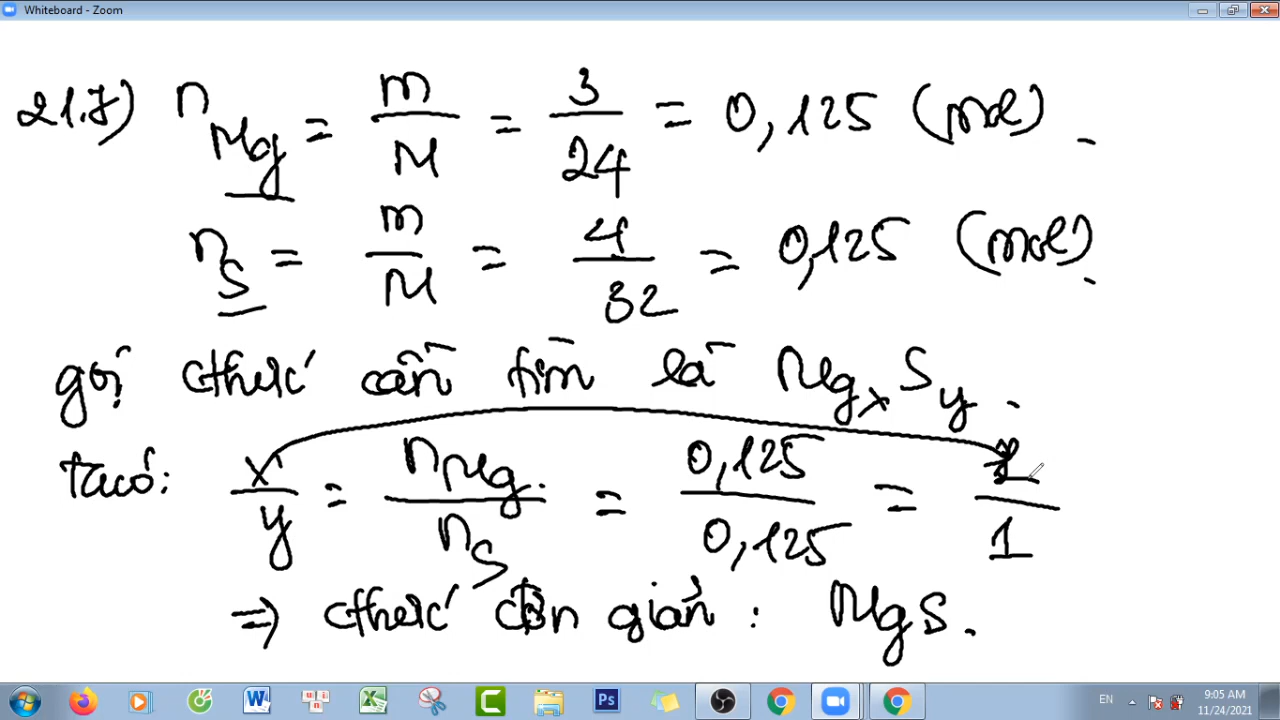 Whiteboard - Zoom
21.7) n Mg = m/M = 3/24 = 0,125 (mol).
n S = m/M = 4/32 = 0,125 (mol).
gọi cthức cần tìm là MgxSy.
ta có: x/y = nMg/nS = 0,125/0,125 = 1/1
=> cthức đơn giản: MgS.
EN
9:05 AM
11/24/2021